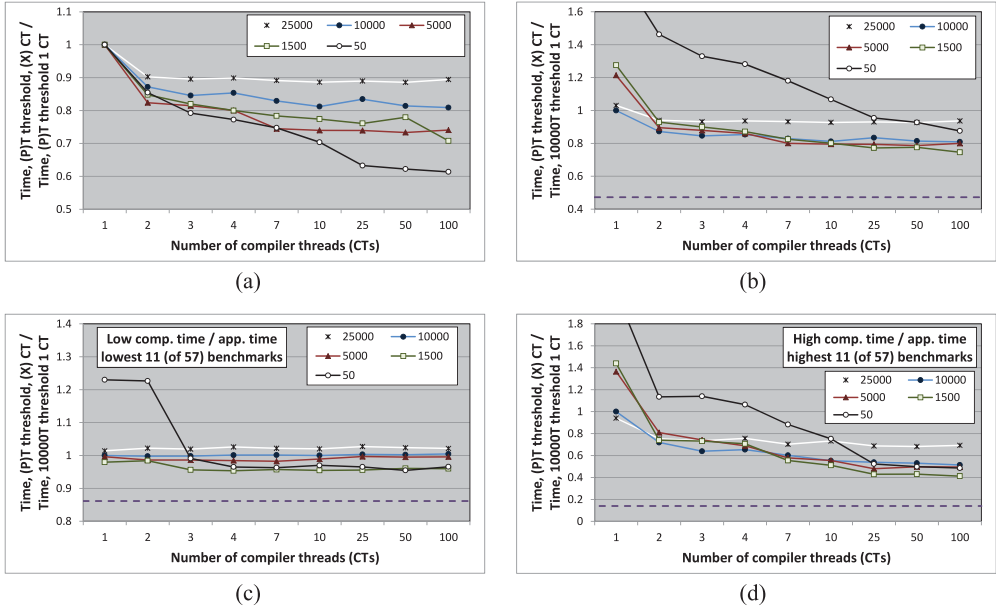 Time, (P)T threshold, (X) CT /
Time, (P)T threshold 1 CT
1.1
1
0.9
0.8
0.7
0.6
0.5
25000 10000 5000
1500 50
1 2 3 4 7 10 25 50 100
Number of compiler threads (CTs)
(a)
Time, (P)T threshold, (X) CT /
Time, 10000T threshold 1 CT
1.6
1.4
1.2
1
0.8
0.6
0.4
25000 10000
5000 1500
50
1 2 3 4 7 10 25 50 100
Number of compiler threads (CTs)
(b)
Time, (P)T threshold, (X) CT /
Time, 10000T threshold 1 CT
1.4
1.3
1.2
1.1
1
0.9
0.8
Low comp. time / app. time
lowest 11 (of 57) benchmarks
25000 10000
5000 1500
50
1 2 3 4 7 10 25 50 100
Number of compiler threads (CTs)
(c)
Time, (P)T threshold, (X) CT /
Time, 10000T threshold 1 CT
1.8
1.6
1.4
1.2
1
0.8
0.6
0.4
0.2
0
High comp. time / app. time
highest 11 (of 57) benchmarks
25000 10000
5000 1500
50
1 2 3 4 7 10 25 50 100
Number of compiler threads (CTs)
(d)